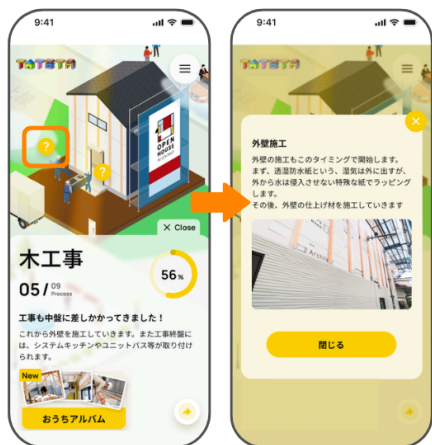 9:41
TATETA
?
?
OPEN
HOUSE
× Close
木工事
05 / 09
Process
56%
工事も中盤に差しかかってきました！
これから外壁を施工していきます。また工事終盤に
は、システムキッチンやユニットバス等が取り付け
られます。
New
おうちアルバム
9:41
TATETA
外壁施工
外壁の施工もこのタイミングで開始します。
まず、透湿防水紙という、湿気は外に出すが、
外から水は侵入させない特殊な紙でラッピング
します。
その後、外壁の仕上げ材を施工していきます
閉じる